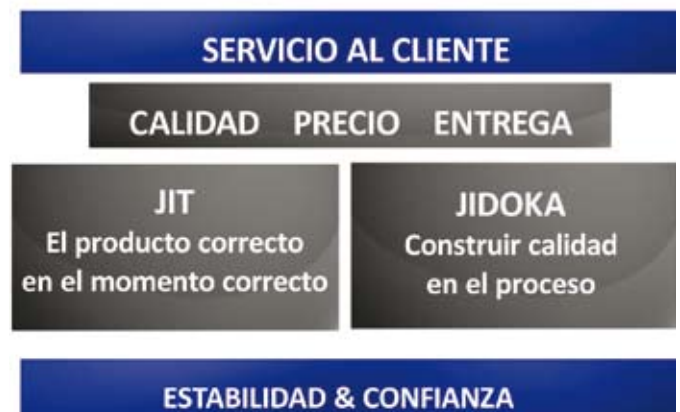 SERVICIO AL CLIENTE
CALIDAD PRECIO ENTREGA
JIT
El producto correcto
en el momento correcto
JIDOKA
Construir calidad
en el proceso
ESTABILIDAD & CONFIANZA